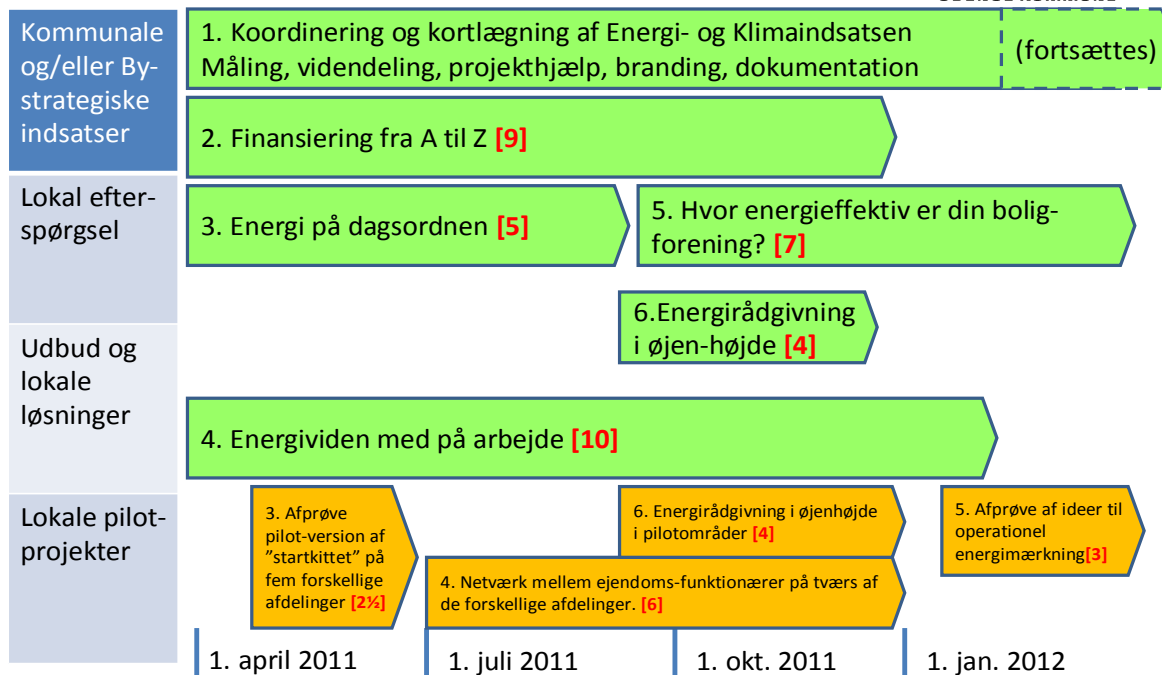 Kommunale
og/eller By-
strategiske
indsatser
1. Koordinering og kortlægning af Energi- og Klimaindsatsen
Måling, videndeling, projekthjælp, branding, dokumentation
(fortsættes)
2. Finansiering fra A til Z [9]
Lokal efter-
spørgsel
3. Energi på dagsordnen [5]
5. Hvor energieffektiv er din bolig-
forening? [7]
6.Energirådgivning
i øjen-højde [4]
Udbud og
lokale
løsninger
4. Energividen med på arbejde [10]
Lokale pilot-
projekter
3. Afprøve
pilot-version af
”startkittet” på
fem forskellige
afdelinger [2½]
6. Energirådgivning i øjenhøjde
i pilotområder [4]
4. Netværk mellem ejendoms-funktionærer på tværs af
de forskellige afdelinger. [6]
5. Afprøve af ideer til
operationel
energimærkning[3]
1. april 2011
1. juli 2011
1. okt. 2011
1. jan. 2012